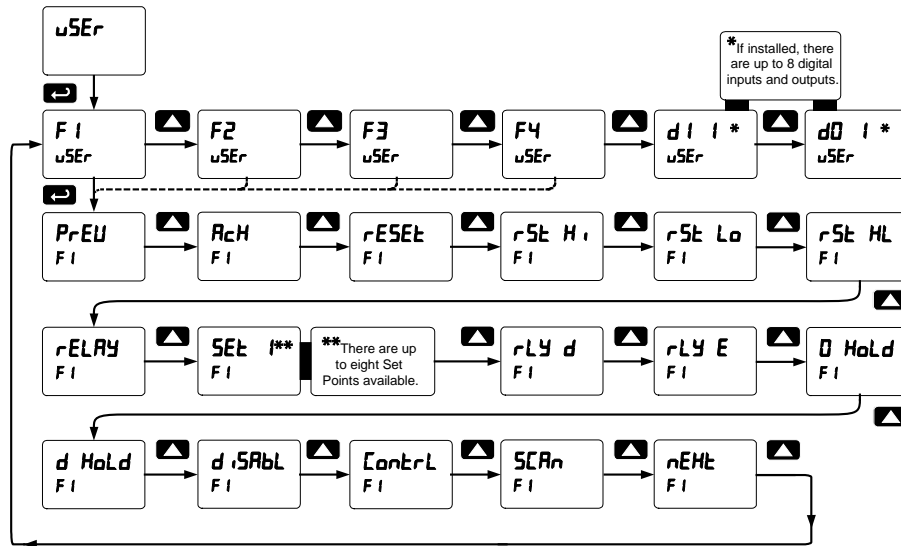 uSEr
*If installed, there
are up to 8 digital
inputs and outputs.
F1
uSEr
F2
uSEr
F3
uSEr
F4
uSEr
dI 1 *
uSEr
dO 1 *
uSEr
PrEU
F1
AcH
F1
rESEt
F1
rSt Hi
F1
rSt Lo
F1
rSt HL
F1
rELAY
F1
SEt 1**
F1
**There are up
to eight Set
Points available.
rLY d
F1
rLY E
F1
O HoLd
F1
d HoLd
F1
diSAbL
F1
ContrL
F1
SCAn
F1
nEHt
F1